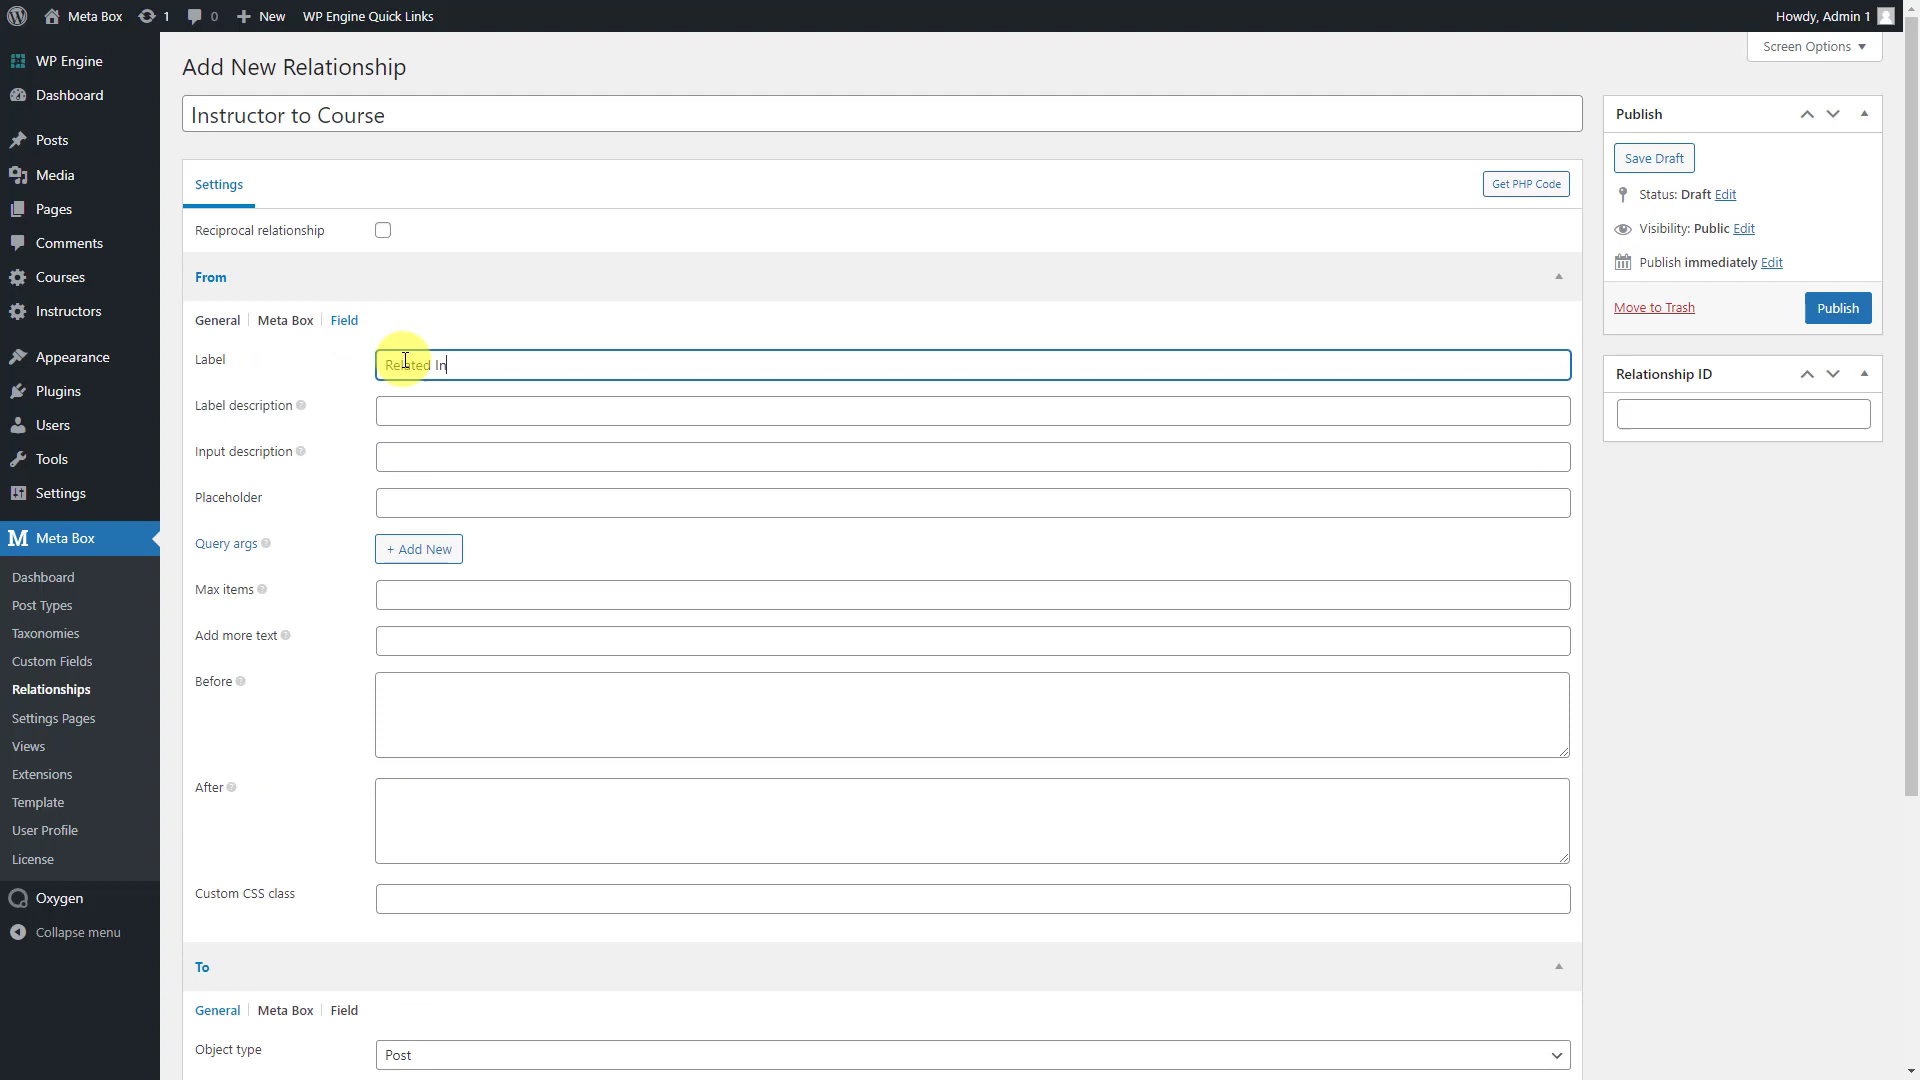 Meta Box
1
0
New
WP Engine Quick Links
Howdy, Admin 1
Screen Options
WP Engine
Dashboard
Posts
Media
Pages
Comments
Courses
Instructors
Appearance
Plugins
Users
Tools
Settings
Meta Box
Dashboard
Post Types
Taxonomies
Custom Fields
Relationships
Settings Pages
Views
Extensions
Template
User Profile
License
Oxygen
Collapse menu
Add New Relationship
Instructor to Course
Settings
Get PHP Code
Reciprocal relationship
From
General
Meta Box
Field
Label
Related In
Label description
Input description
Placeholder
Query args
+ Add New
Max items
Add more text
Before
After
Custom CSS class
To
General
Meta Box
Field
Object type
Post
Publish
Save Draft
Status: Draft Edit
Visibility: Public Edit
Publish immediately Edit
Move to Trash
Publish
Relationship ID